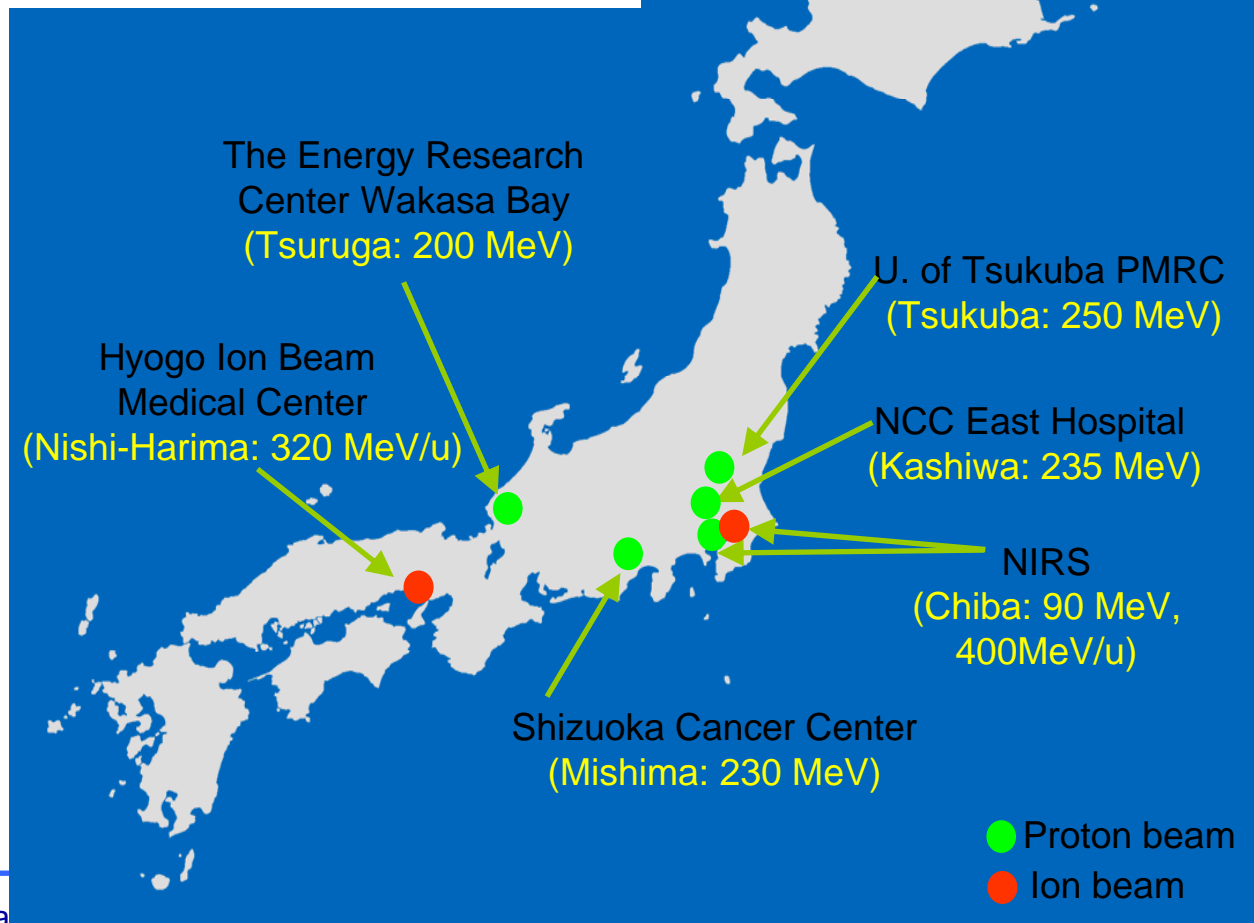 The Energy Research
Center Wakasa Bay
(Tsuruga: 200 MeV)
U. of Tsukuba PMRC
(Tsukuba: 250 MeV)
Hyogo Ion Beam
Medical Center
(Nishi-Harima: 320 MeV/u)
NCC East Hospital
(Kashiwa: 235 MeV)
NIRS
(Chiba: 90 MeV,
400MeV/u)
Shizuoka Cancer Center
(Mishima: 230 MeV)
Proton beam
Ion beam